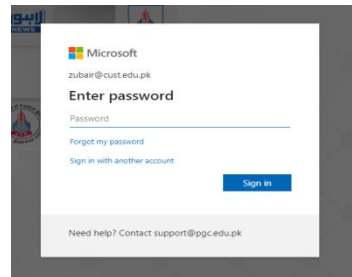 لاہور
NEWS
Microsoft
zubair@cust.edu.pk
Enter password
Password
Forgot my password
Sign in with another account
Sign in
Need help? Contact support@pgc.edu.pk